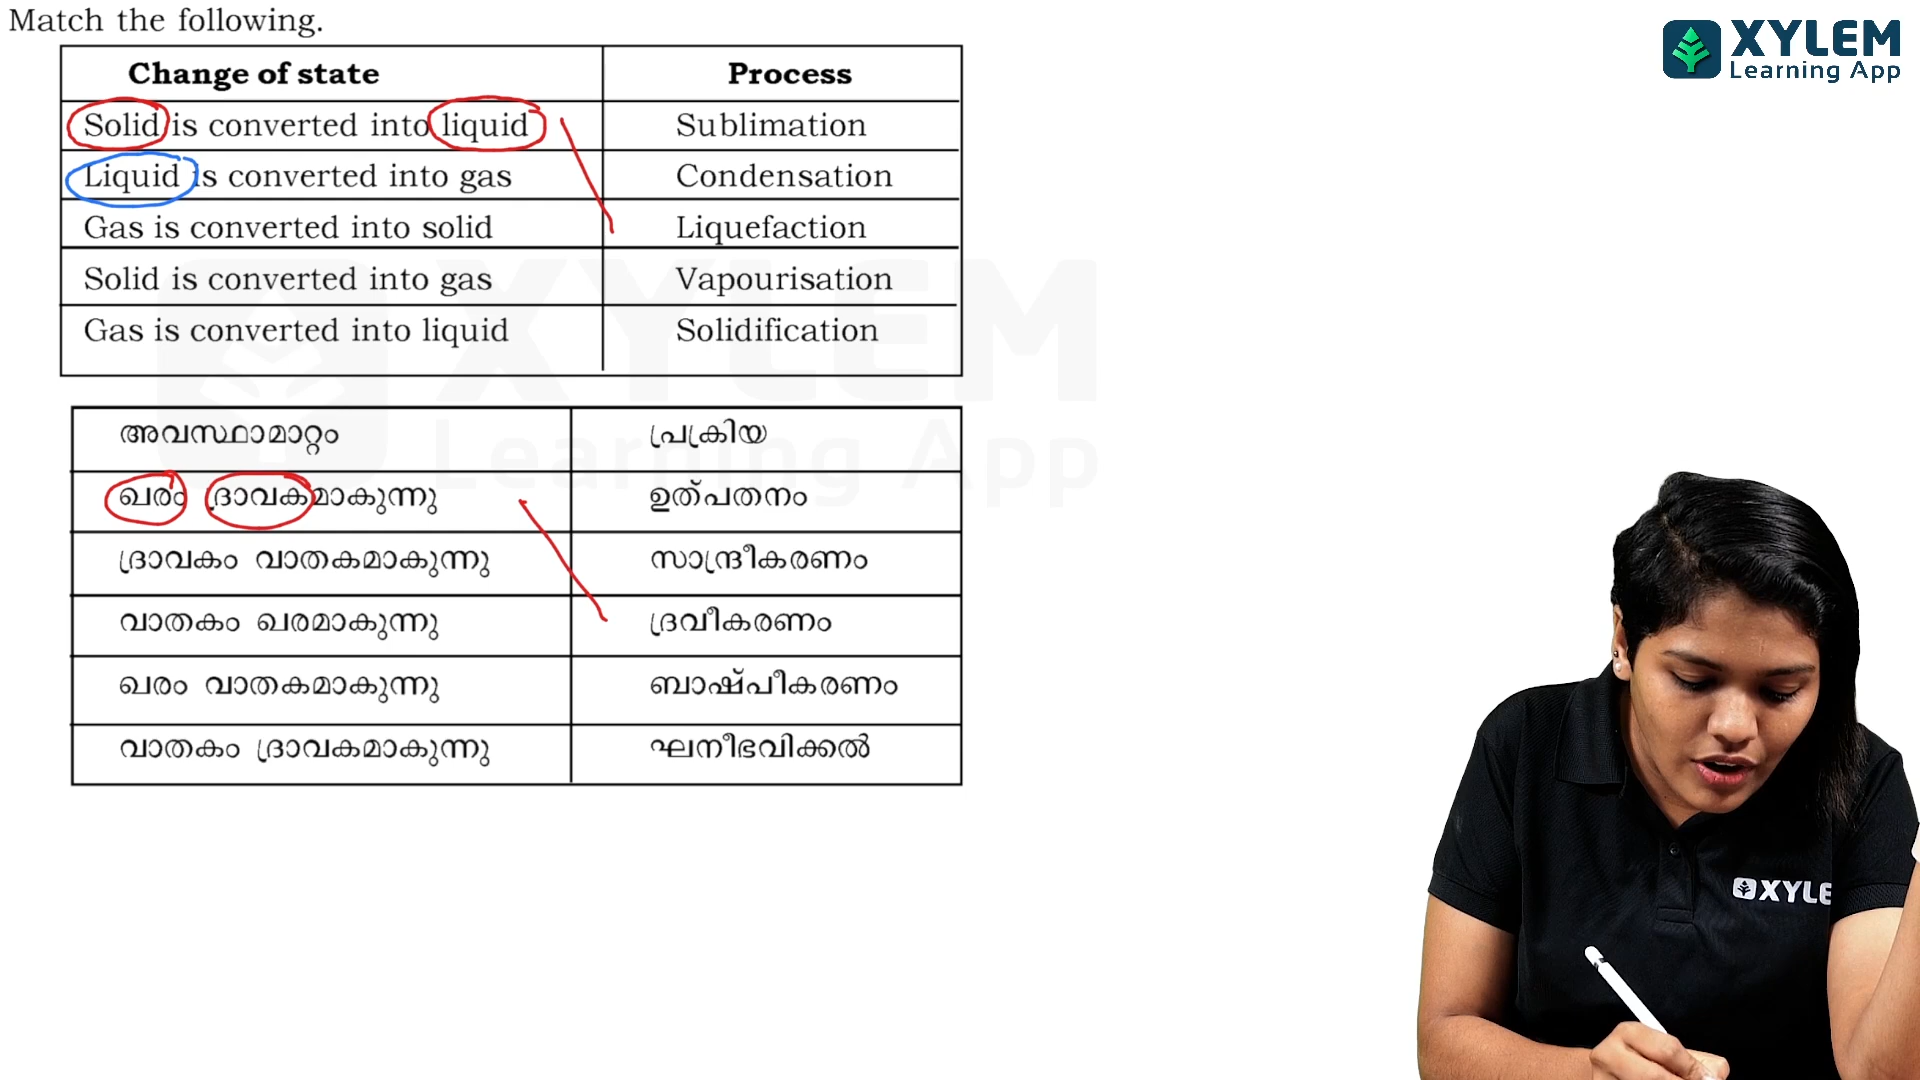 Match the following.
XYLEM
Learning App
Change of state Process
Solid is converted into liquid Sublimation
Liquid is converted into gas Condensation
Gas is converted into solid Liquefaction
Solid is converted into gas Vapourisation
Gas is converted into liquid Solidification
XYLEM
Learning App
അവസ്ഥാമാറ്റം പ്രക്രിയ
ഖരം ദ്രാവകമാകുന്നു ഉത്പതനം
ദ്രാവകം വാതകമാകുന്നു സാന്ദ്രീകരണം
വാതകം ഖരമാകുന്നു ദ്രവീകരണം
ഖരം വാതകമാകുന്നു ബാഷ്പീകരണം
വാതകം ദ്രാവകമാകുന്നു ഘനീഭവിക്കൽ
XYLE